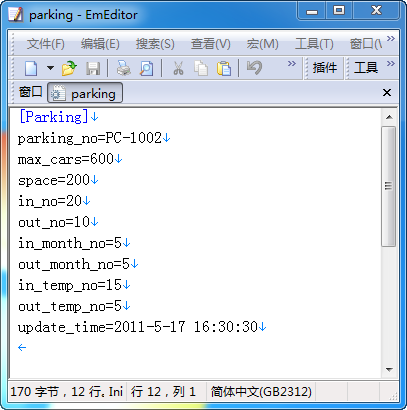 parking - EmEditor
文件(F) 编辑(E) 搜索(S) 查看(V) 宏(M) 工具(T) 窗口(V
插件 工具
窗口 parking
[Parking]
parking_no=PC-1002
max_cars=600
space=200
in_no=20
out_no=10
in_month_no=5
out_month_no=5
in_temp_no=15
out_temp_no=5
update_time=2011-5-17 16:30:30
170 字节，12 行。Ini 行 12，列 1 简体中文(GB2312)